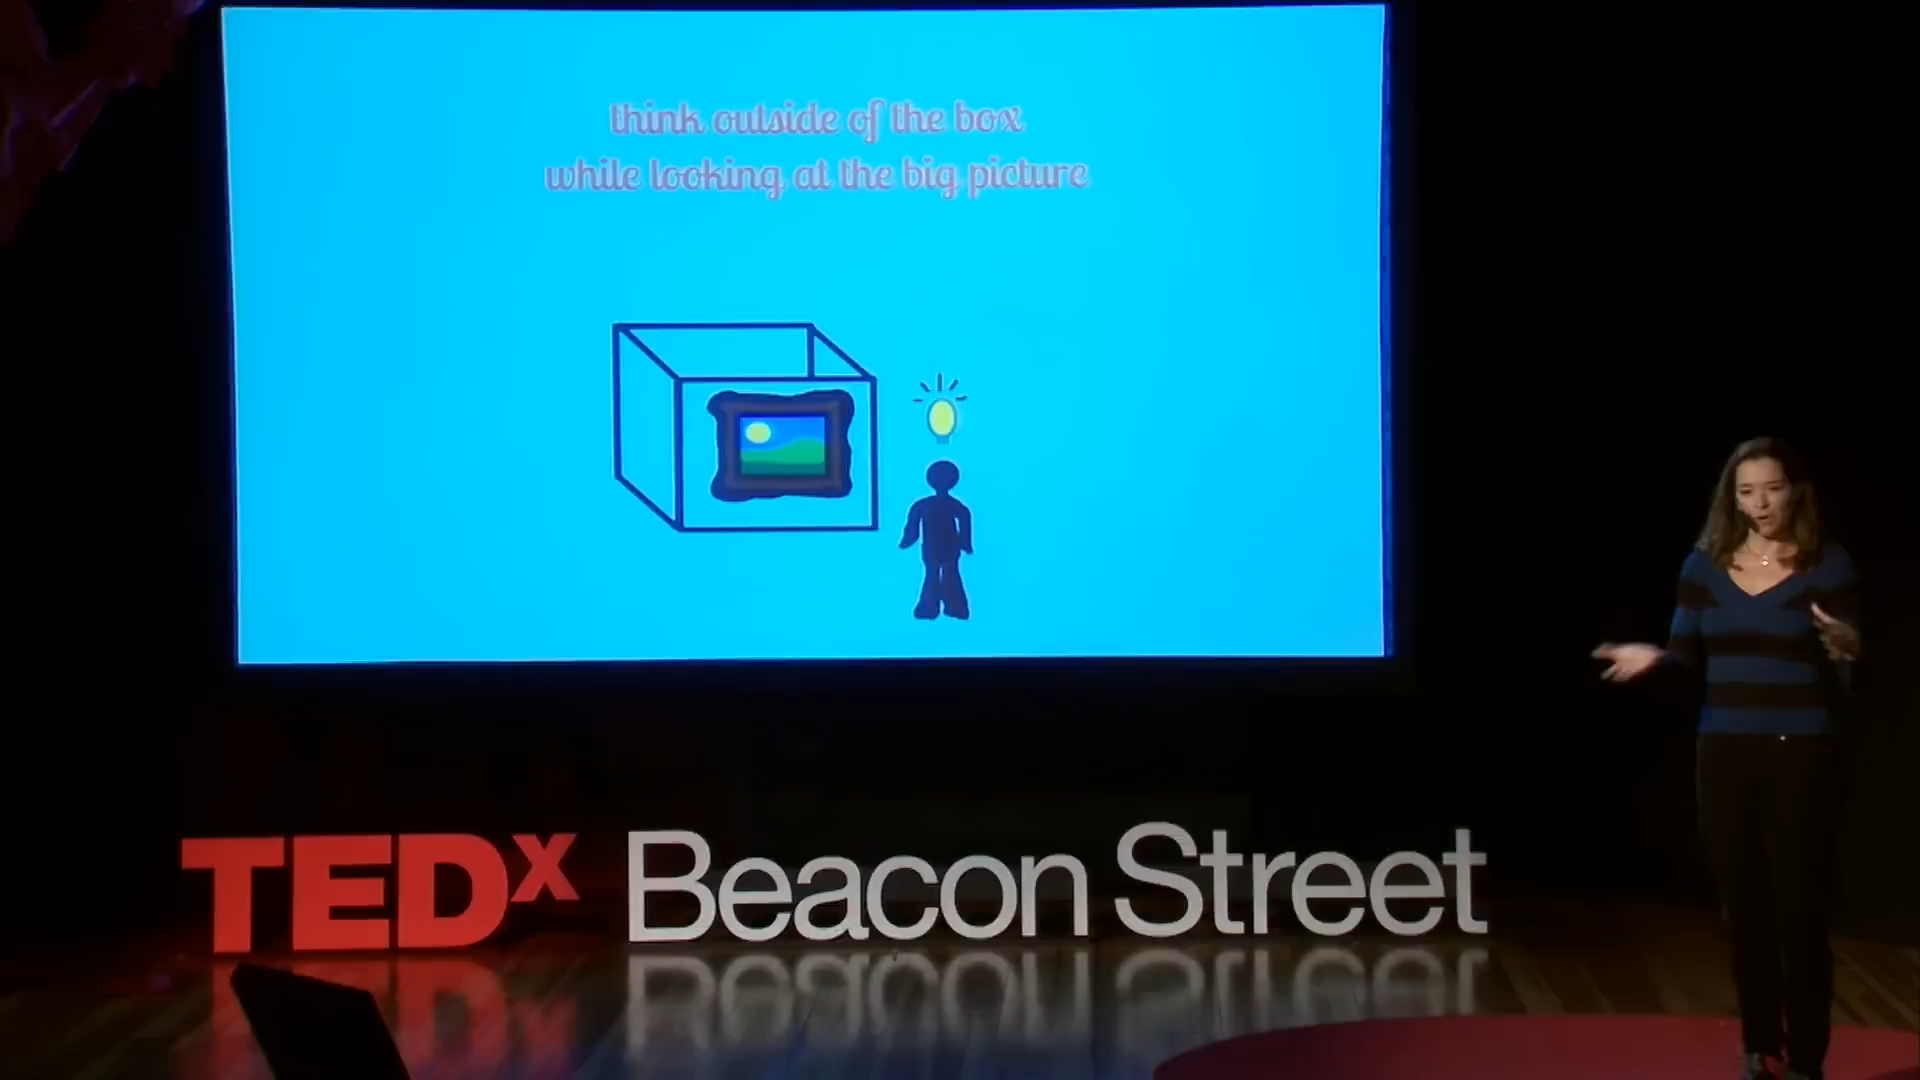 think outside of the box
while looking at the big picture
TEDx Beacon Street